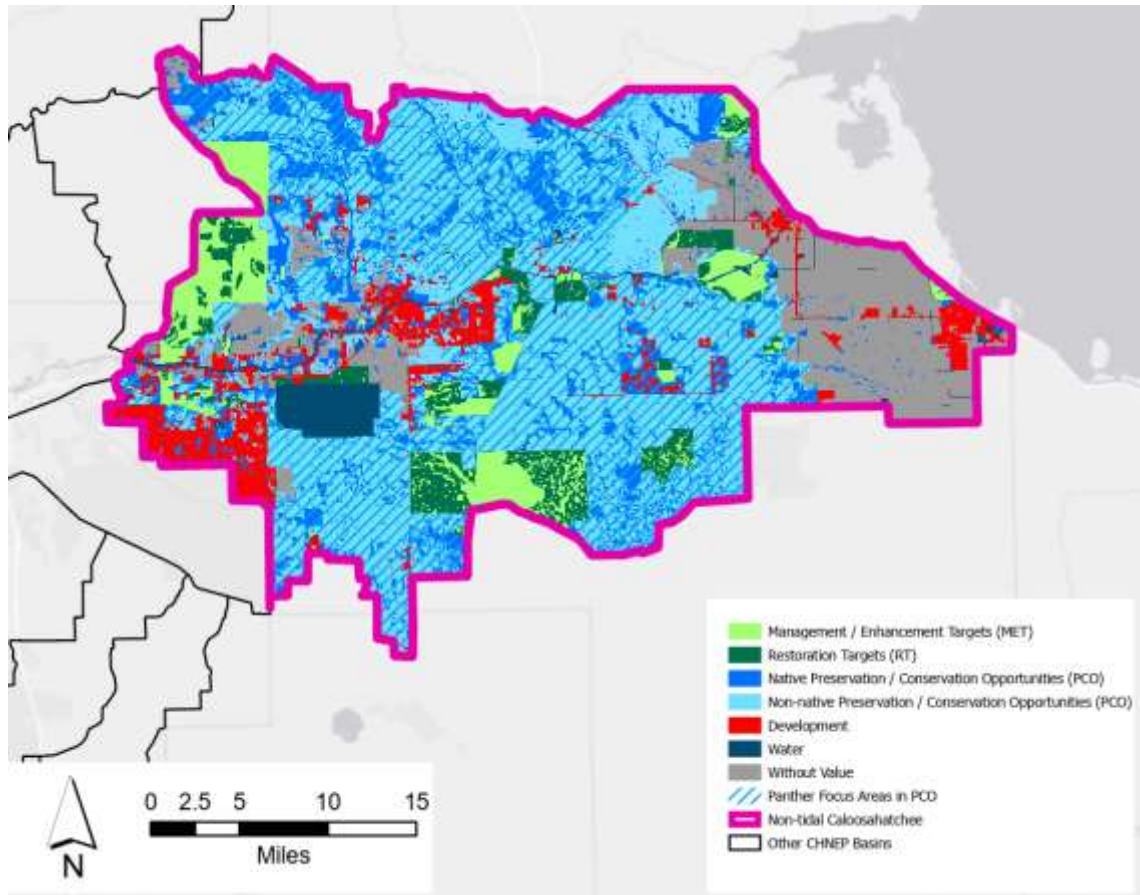 Management / Enhancement Targets (MET)
Restoration Targets (RT)
Native Preservation / Conservation Opportunities (PCO)
Non-native Preservation / Conservation Opportunities (PCO)
Development
Water
Without Value
Panther Focus Areas in PCO
Non-tidal Caloosahatchee
Other CHNEP Basins
0 2.5 5 10 15
Miles
N